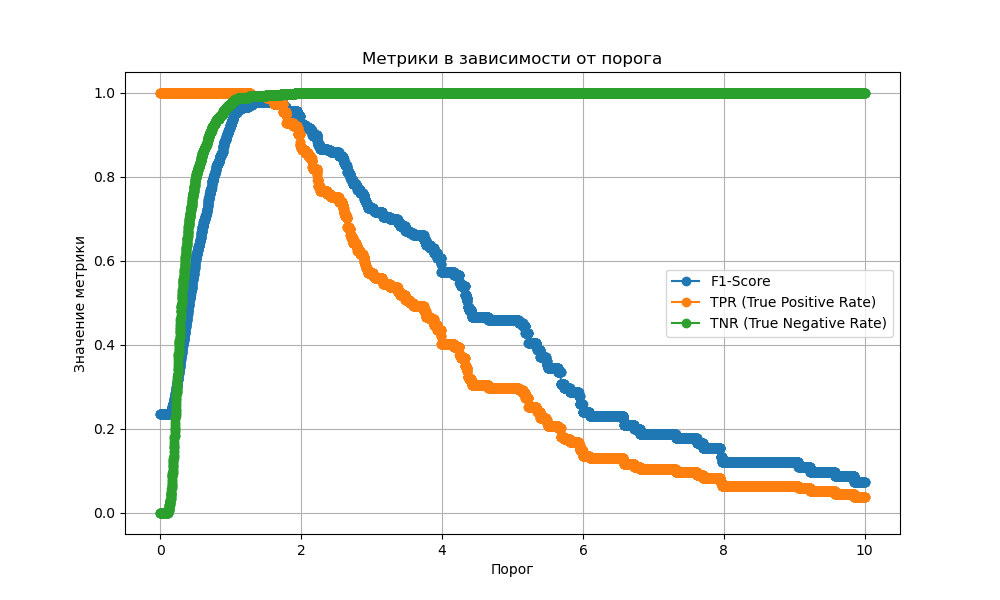 Метрики в зависимости от порога
Значение метрики
1.0
0.8
0.6
0.4
0.2
0.0
F1-Score
TPR (True Positive Rate)
TNR (True Negative Rate)
0 2 4 6 8 10
Порог